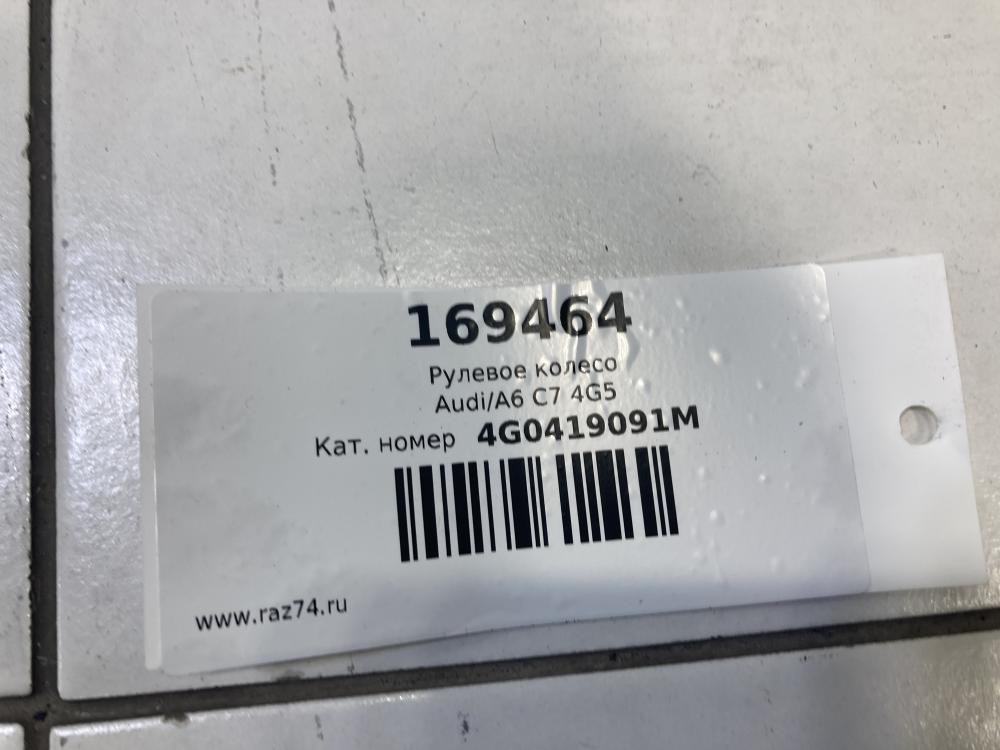 169464
Рулевое колесо
Audi/A6 C7 4G5
Кат. номер 4G0419091M
www.raz74.ru